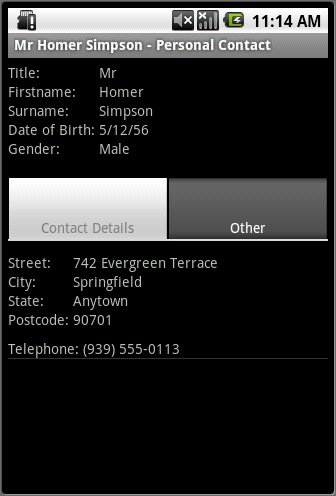 11:14 AM
Mr Homer Simpson - Personal Contact
Title: Mr
Firstname: Homer
Surname: Simpson
Date of Birth: 5/12/56
Gender: Male
Contact Details Other
Street: 742 Evergreen Terrace
City: Springfield
State: Anytown
Postcode: 90701
Telephone: (939) 555-0113